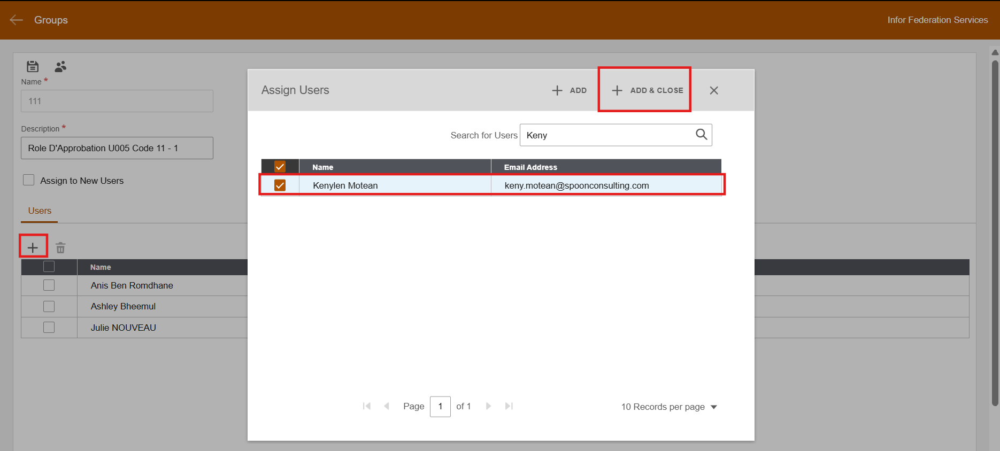 Groups
Infor Federation Services
Name *
111
Description *
Role D'Approbation U005 Code 11 - 1
Assign to New Users
Users
Name
Anis Ben Romdhane
Ashley Bheemul
Julie NOUVEAU
Assign Users
ADD
ADD & CLOSE
Search for Users Keny
Name Email Address
Kenylen Motean keny.motean@spoonconsulting.com
Page 1 of 1
10 Records per page